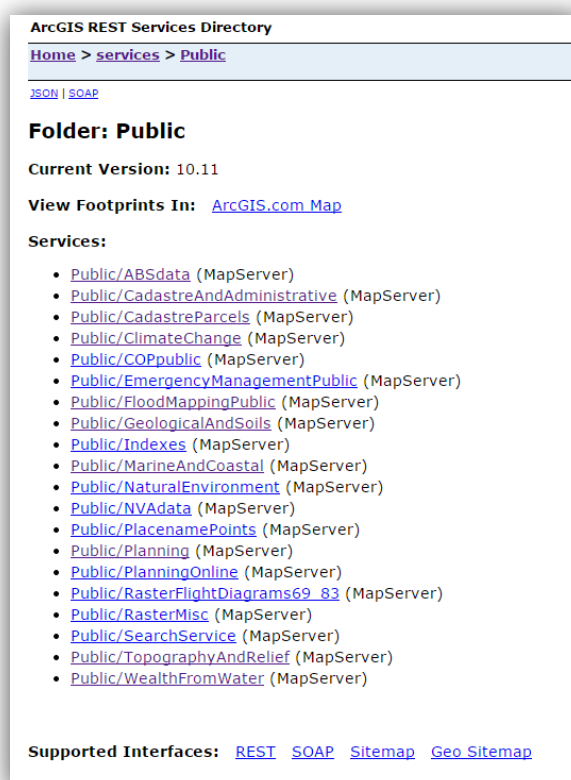 ArcGIS REST Services Directory
Home > services > Public
JSON | SOAP
Folder: Public
Current Version: 10.11
View Footprints In: ArcGIS.com Map
Services:
• Public/ABSdata (MapServer)
• Public/CadastreAndAdministrative (MapServer)
• Public/CadastreParcels (MapServer)
• Public/ClimateChange (MapServer)
• Public/COPpublic (MapServer)
• Public/EmergencyManagementPublic (MapServer)
• Public/FloodMappingPublic (MapServer)
• Public/GeologicalAndSoils (MapServer)
• Public/Indexes (MapServer)
• Public/MarineAndCoastal (MapServer)
• Public/NaturalEnvironment (MapServer)
• Public/NVAdata (MapServer)
• Public/PlacenamePoints (MapServer)
• Public/Planning (MapServer)
• Public/PlanningOnline (MapServer)
• Public/RasterFlightDiagrams69_83 (MapServer)
• Public/RasterMisc (MapServer)
• Public/SearchService (MapServer)
• Public/TopographyAndRelief (MapServer)
• Public/WealthFromWater (MapServer)
Supported Interfaces: REST SOAP Sitemap Geo Sitemap